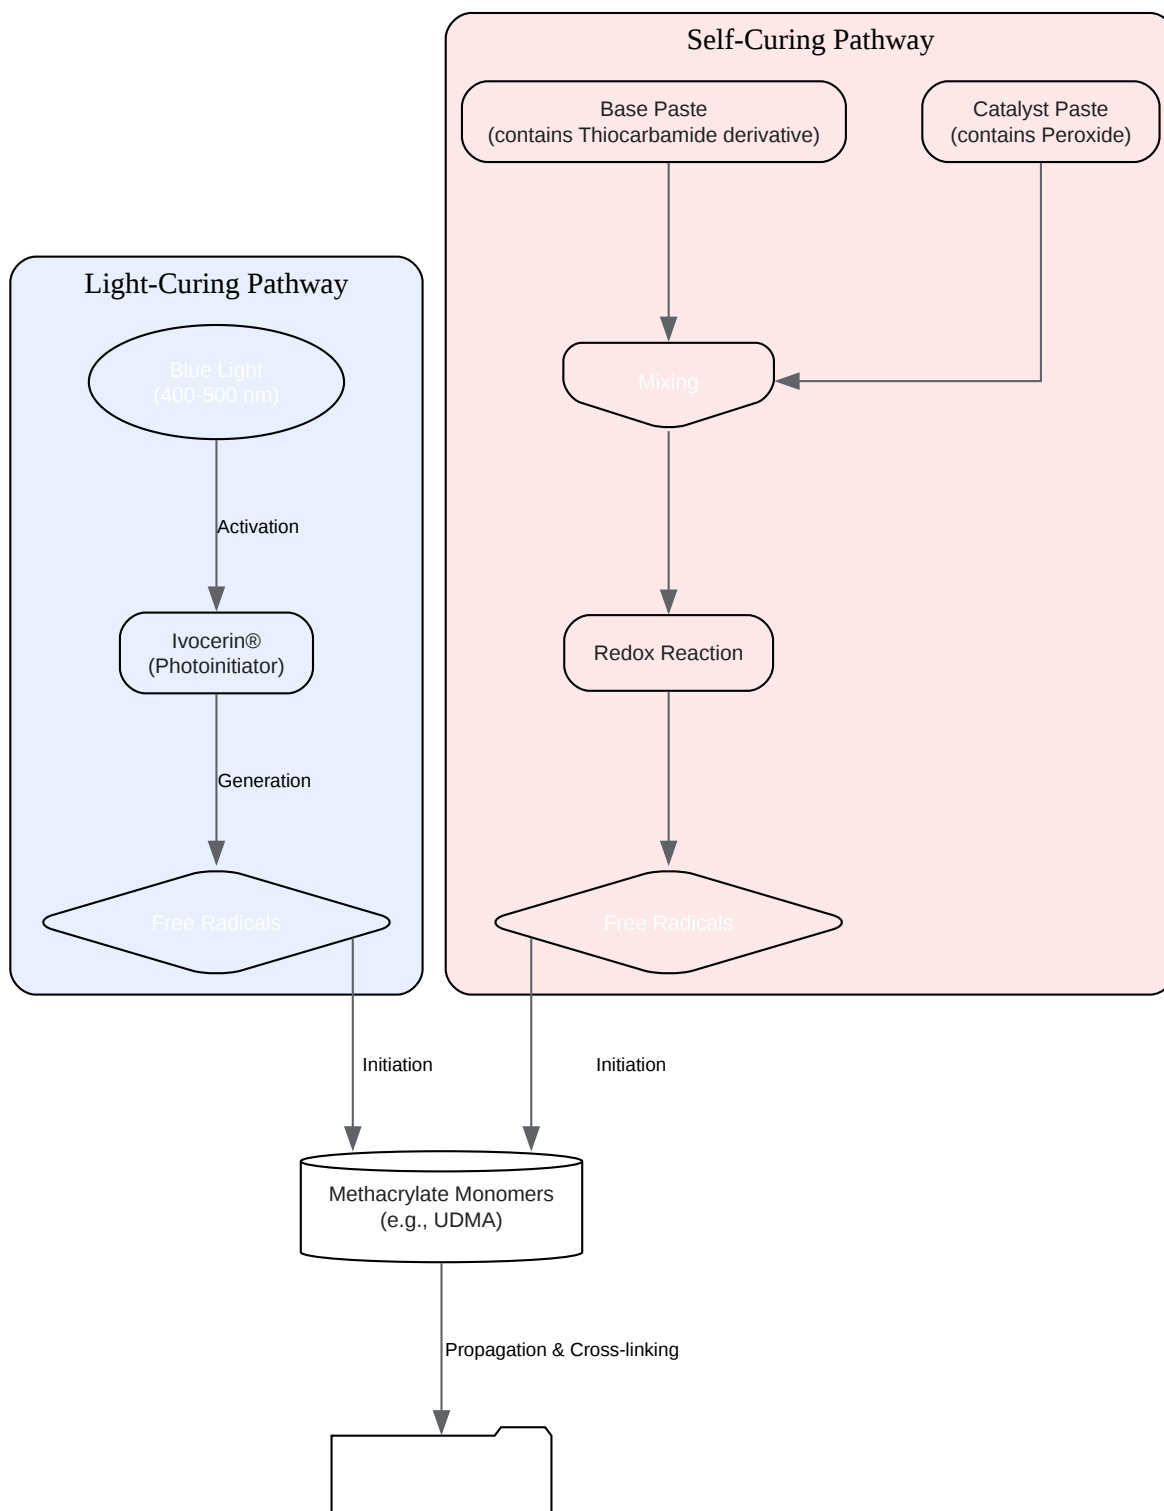 Self-Curing Pathway
Base Paste
(contains Thiocarbamide derivative)
Catalyst Paste
(contains Peroxide)
Light-Curing Pathway
Blue Light
(400-500 nm)
Mixing
Activation
Ivocerin®
(Photoinitiator)
Redox Reaction
Generation
Free Radicals
Free Radicals
Initiation
Initiation
Methacrylate Monomers
(e.g., UDMA)
Propagation & Cross-linking